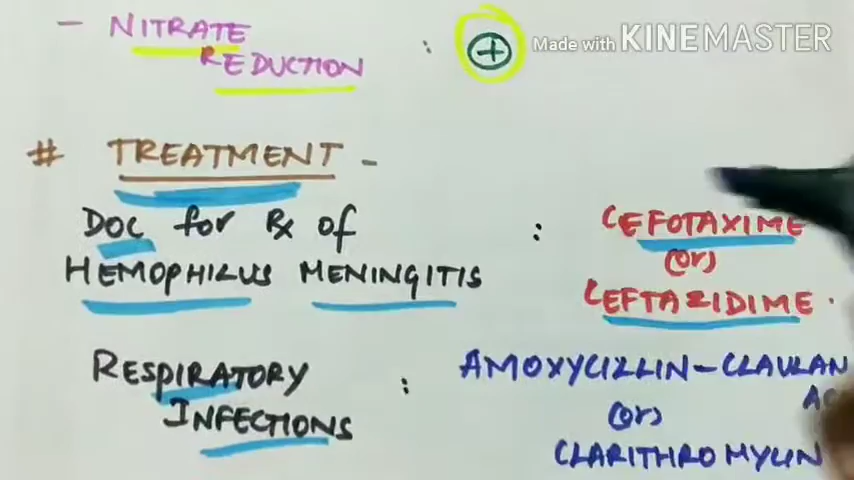 - NITRATE REDUCTION : +
Made with KINEMASTER
# TREATMENT -
DOC for Rx of HEMOPHILUS MENINGITIS : CEFOTAXIME (or) CEFTAZIDIME.
RESPIRATORY INFECTIONS : AMOXYCILLIN-CLAVULAN (or) CLARITHROMYCIN